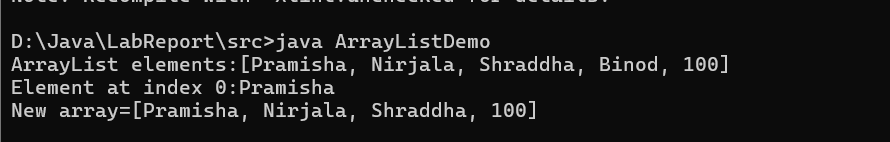 Note: Recompile with -Xlint:unchecked for details.
D:\Java\LabReport\src>java ArrayListDemo
ArrayList elements:[Pramisha, Nirjala, Shraddha, Binod, 100]
Element at index 0:Pramisha
New array=[Pramisha, Nirjala, Shraddha, 100]